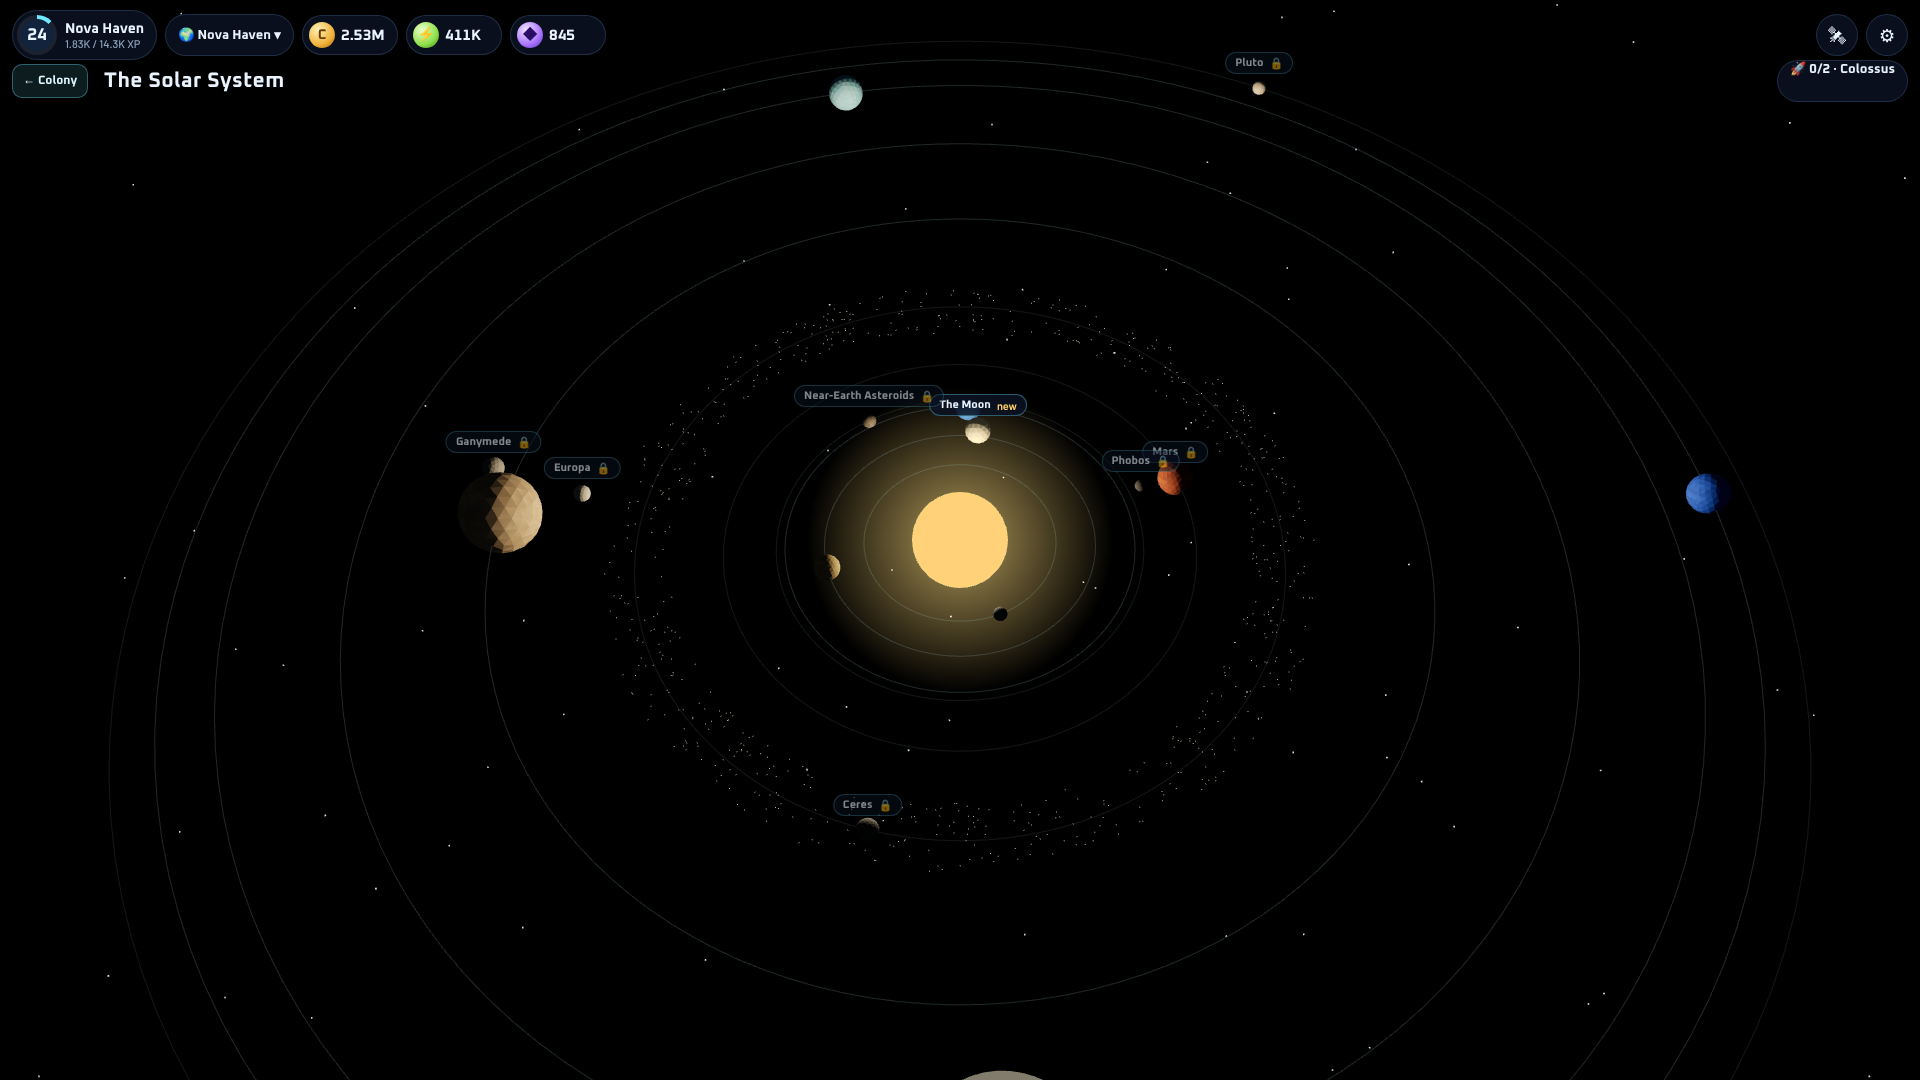 24
Nova Haven
1.83K / 14.3K XP
Nova Haven ▾
C 2.53M
411K
845
← Colony
The Solar System
🚀 0/2 · Colossus
Pluto
Near-Earth Asteroids
The Moon new
Ganymede
Europa
Mars
Phobos
Ceres